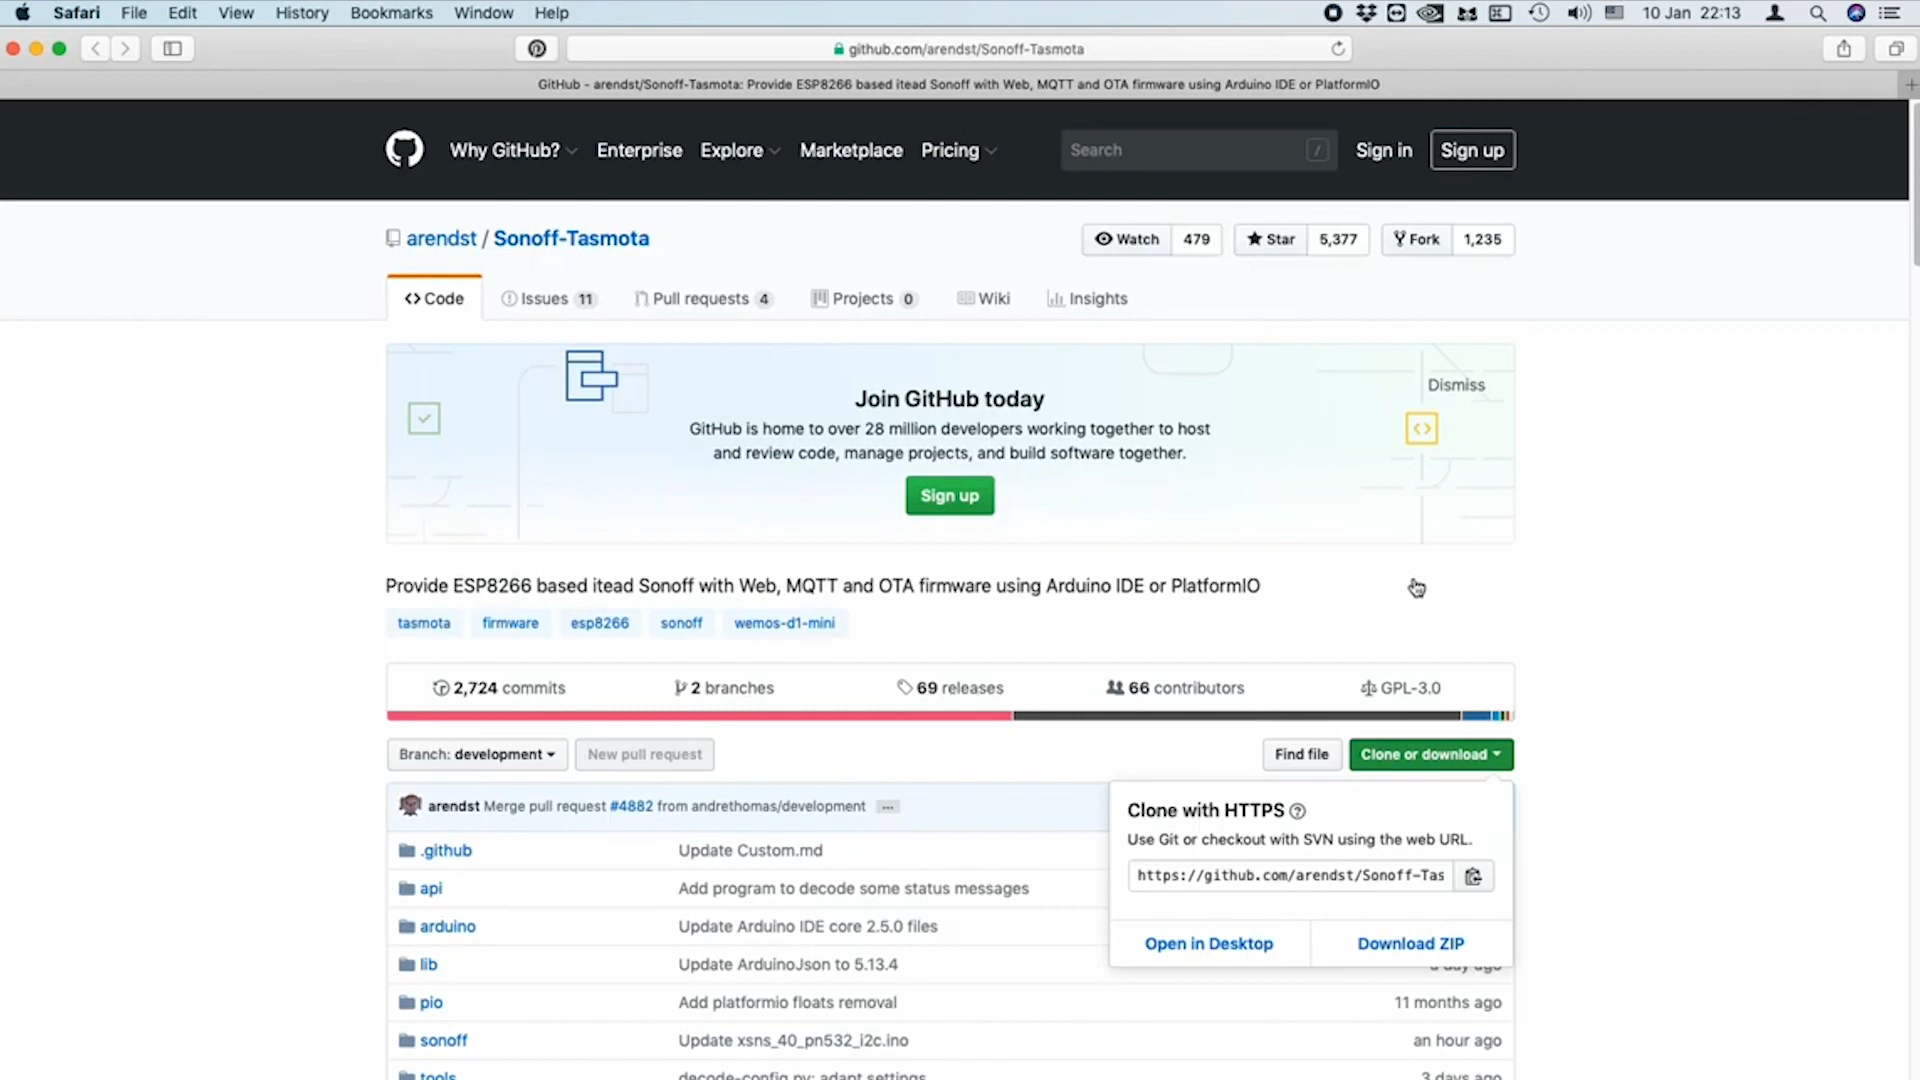 Safari File Edit View History Bookmarks Window Help 10 Jan 22:13
github.com/arendst/Sonoff-Tasmota
GitHub - arendst/Sonoff-Tasmota: Provide ESP8266 based itead Sonoff with Web, MQTT and OTA firmware using Arduino IDE or PlatformIO
Why GitHub? Enterprise Explore Marketplace Pricing Search / Sign in Sign up
arendst / Sonoff-Tasmota Watch 479 Star 5,377 Fork 1,235
Code Issues 11 Pull requests 4 Projects 0 Wiki Insights
Dismiss
Join GitHub today
GitHub is home to over 28 million developers working together to host
and review code, manage projects, and build software together.
Sign up
Provide ESP8266 based itead Sonoff with Web, MQTT and OTA firmware using Arduino IDE or PlatformIO
tasmota firmware esp8266 sonoff wemos-d1-mini
2,724 commits 2 branches 69 releases 66 contributors GPL-3.0
Branch: development New pull request Find file Clone or download
arendst Merge pull request #4882 from andrethomas/development ...
Clone with HTTPS
Use Git or checkout with SVN using the web URL.
https://github.com/arendst/Sonoff-Tas
Open in Desktop Download ZIP
.github Update Custom.md
api Add program to decode some status messages
arduino Update Arduino IDE core 2.5.0 files
lib Update ArduinoJson to 5.13.4 a day ago
pio Add platformio floats removal 11 months ago
sonoff Update xsns_40_pn532_i2c.ino an hour ago
tools decode-config.py: adapt settings 3 days ago